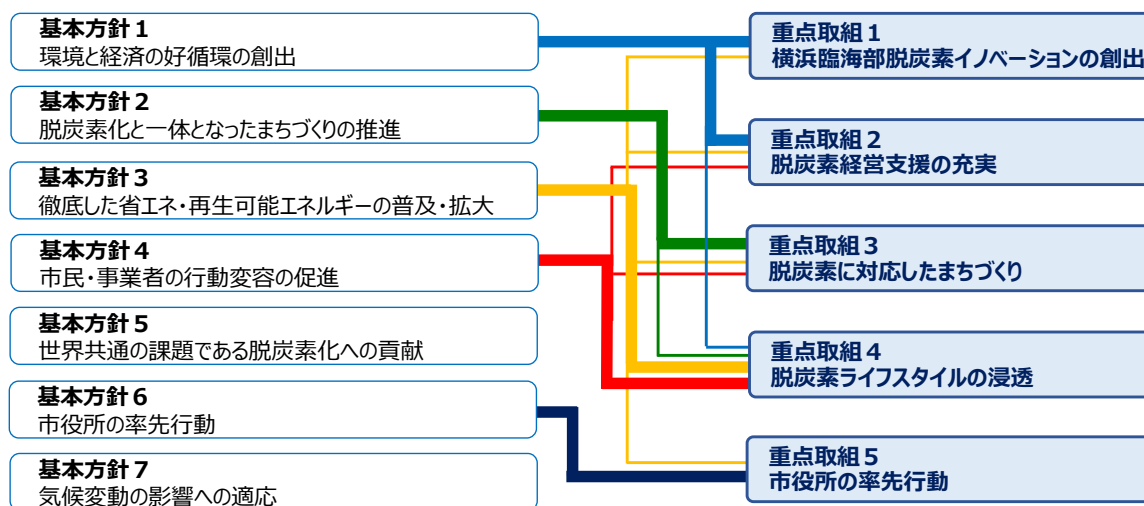 基本方針１
環境と経済の好循環の創出
基本方針２
脱炭素化と一体となったまちづくりの推進
基本方針３
徹底した省エネ・再生可能エネルギーの普及・拡大
基本方針４
市民・事業者の行動変容の促進
基本方針５
世界共通の課題である脱炭素化への貢献
基本方針６
市役所の率先行動
基本方針７
気候変動の影響への適応
重点取組１
横浜臨海部脱炭素イノベーションの創出
重点取組２
脱炭素経営支援の充実
重点取組３
脱炭素に対応したまちづくり
重点取組４
脱炭素ライフスタイルの浸透
重点取組５
市役所の率先行動